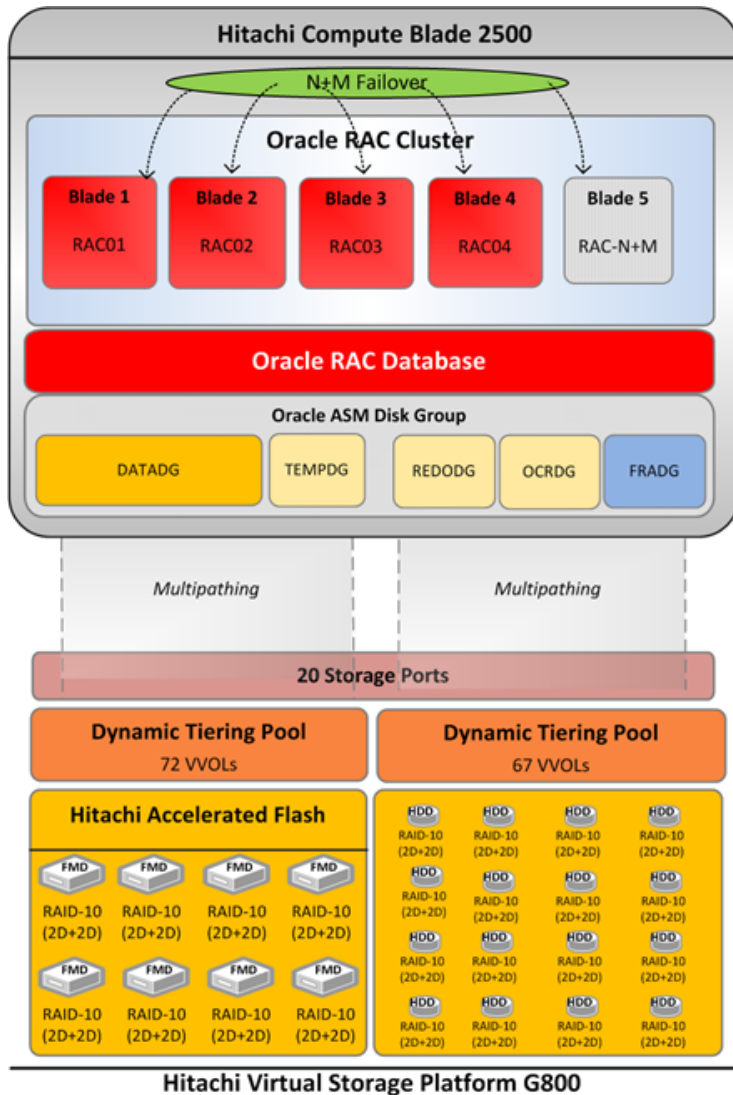 Hitachi Compute Blade 2500
N+M Failover
Oracle RAC Cluster
Blade 1
RAC01
Blade 2
RAC02
Blade 3
RAC03
Blade 4
RAC04
Blade 5
RAC-N+M
Oracle RAC Database
Oracle ASM Disk Group
DATADG
TEMPDG
REDODG
OCRDG
FRADG
Multipathing
Multipathing
20 Storage Ports
Dynamic Tiering Pool
72 VVOLs
Dynamic Tiering Pool
67 VVOLs
Hitachi Accelerated Flash
FMD
RAID-10
(2D+2D)
FMD
RAID-10
(2D+2D)
FMD
RAID-10
(2D+2D)
FMD
RAID-10
(2D+2D)
FMD
RAID-10
(2D+2D)
FMD
RAID-10
(2D+2D)
FMD
RAID-10
(2D+2D)
FMD
RAID-10
(2D+2D)
HDD
RAID-10
(2D+2D)
HDD
RAID-10
(2D+2D)
HDD
RAID-10
(2D+2D)
HDD
RAID-10
(2D+2D)
HDD
RAID-10
(2D+2D)
HDD
RAID-10
(2D+2D)
HDD
RAID-10
(2D+2D)
HDD
RAID-10
(2D+2D)
HDD
RAID-10
(2D+2D)
HDD
RAID-10
(2D+2D)
HDD
RAID-10
(2D+2D)
HDD
RAID-10
(2D+2D)
HDD
RAID-10
(2D+2D)
HDD
RAID-10
(2D+2D)
HDD
RAID-10
(2D+2D)
HDD
RAID-10
(2D+2D)
Hitachi Virtual Storage Platform G800